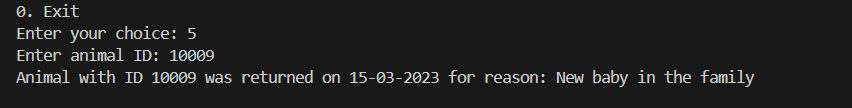 0. Exit
Enter your choice: 5
Enter animal ID: 10009
Animal with ID 10009 was returned on 15-03-2023 for reason: New baby in the family